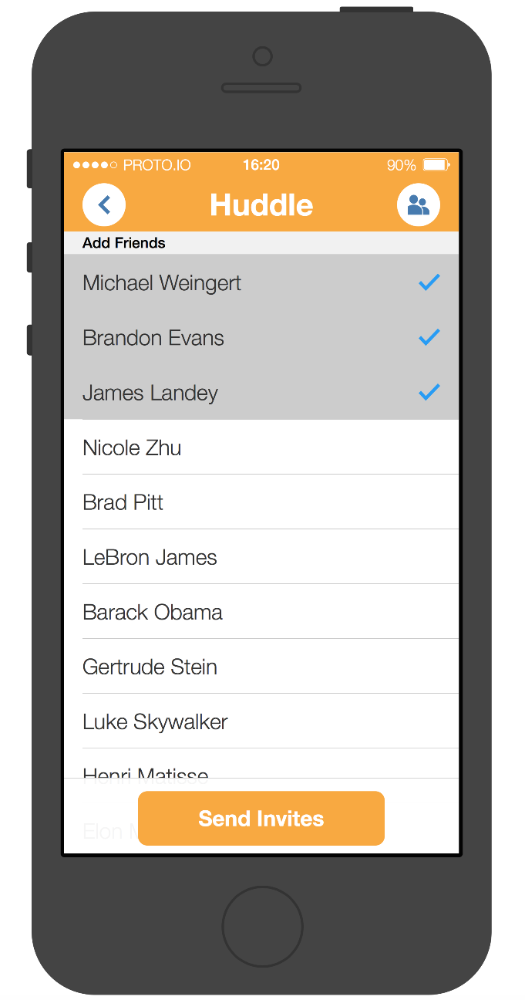 PROTO.IO 16:20 90%
Huddle
Add Friends
Michael Weingert
Brandon Evans
James Landey
Nicole Zhu
Brad Pitt
LeBron James
Barack Obama
Gertrude Stein
Luke Skywalker
Henri Matisse
Elon
Send Invites